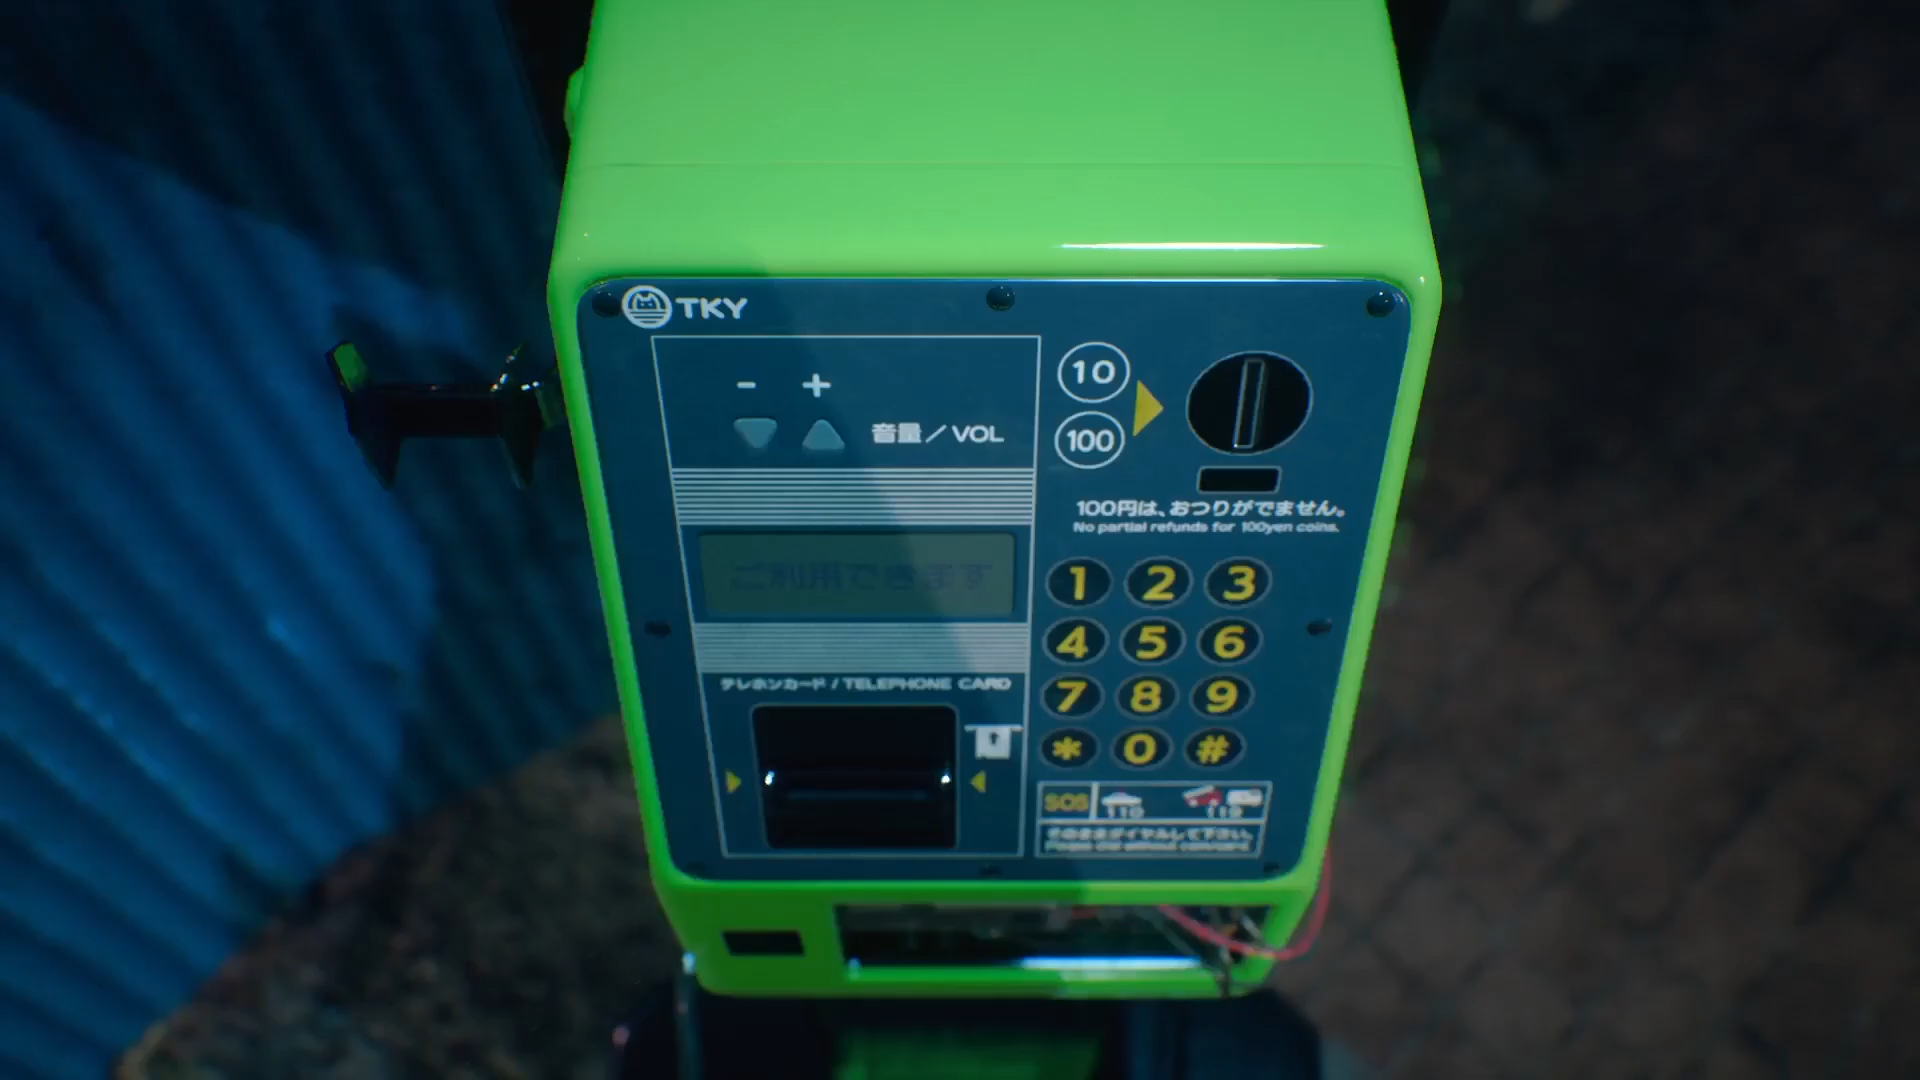 TKY
- +
音量/VOL
10
100
100円は、おつりがでません。
No partial refunds for 100yen coins.
ご利用できます
1 2 3
4 5 6
7 8 9
* 0 #
テレホンカード / TELEPHONE CARD
SOS 110 119
そのままダイヤルして下さい。